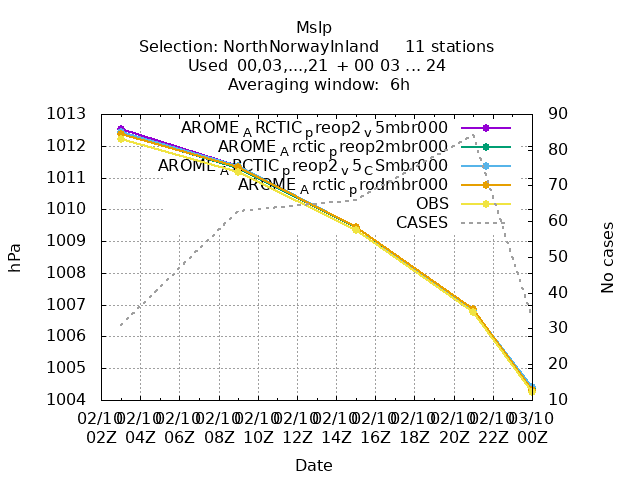 Mslp
Selection: NorthNorwayInland 11 stations
Used 00,03,...,21 + 00 03 ... 24
Averaging window: 6h
1013
1012
1011
1010
1009
1008
1007
1006
1005
1004
hPa
90
80
70
60
50
40
30
20
10
No cases
AROME_ARCTIC_preop2_v5mbr000
AROME_Arctic_preop2mbr000
AROME_ARCTIC_preop2_v5_CSmbr000
AROME_Arctic_prodmbr000
OBS
CASES
02/10 02/10 02/10 02/10 02/10 02/10 02/10 02/10 02/10 02/10 02/10 03/10
02Z 04Z 06Z 08Z 10Z 12Z 14Z 16Z 18Z 20Z 22Z 00Z
Date